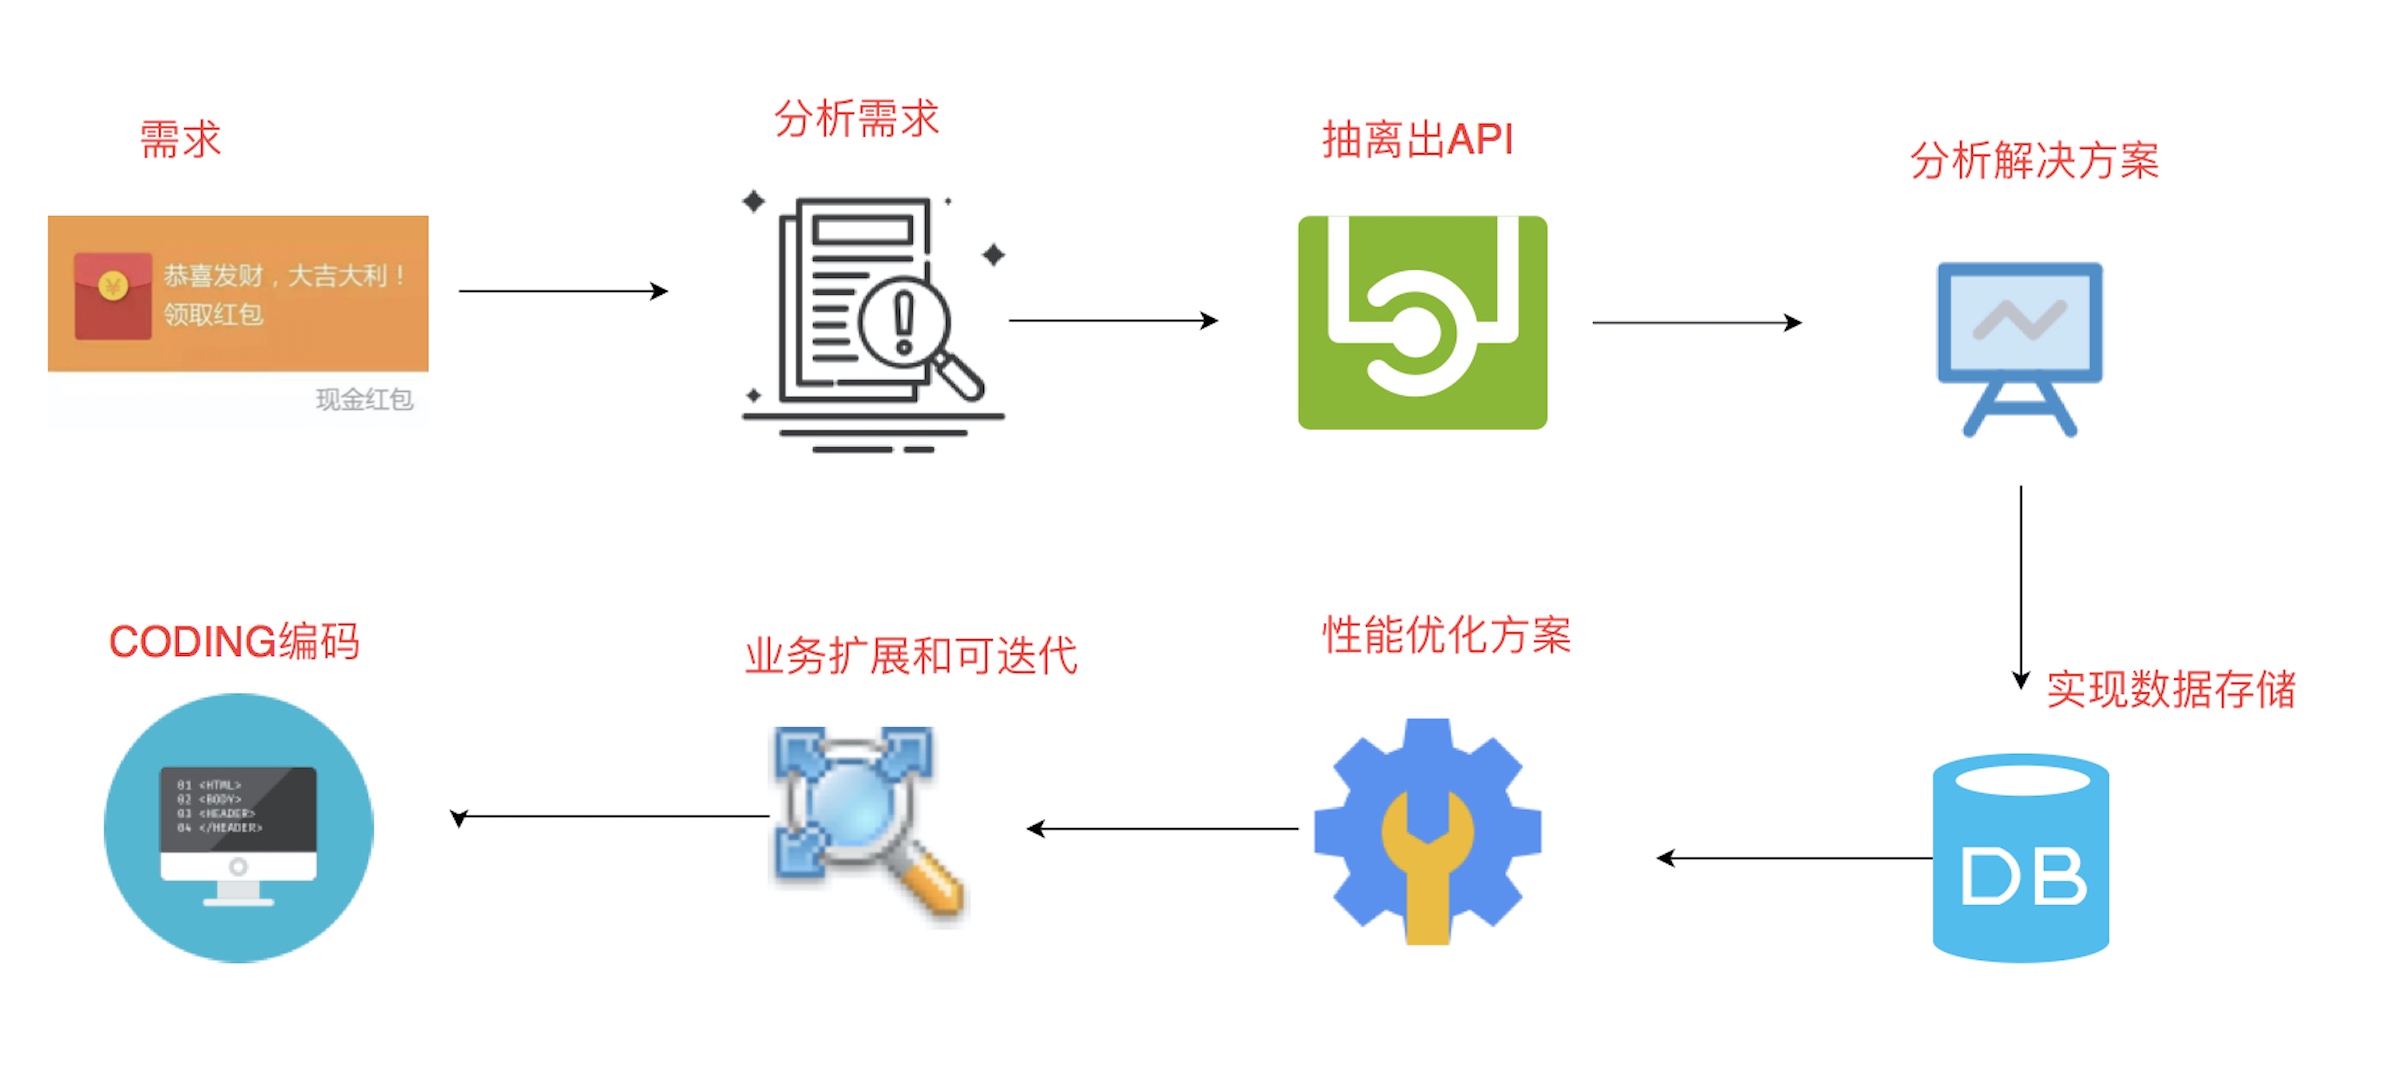 需求
恭喜发财，大吉大利！
领取红包
现金红包
分析需求
抽离出API
分析解决方案
实现数据存储
DB
性能优化方案
业务扩展和可迭代
CODING编码
01 <HTML>
02 <BODY>
03 <HEADER>
04 </HEADER>